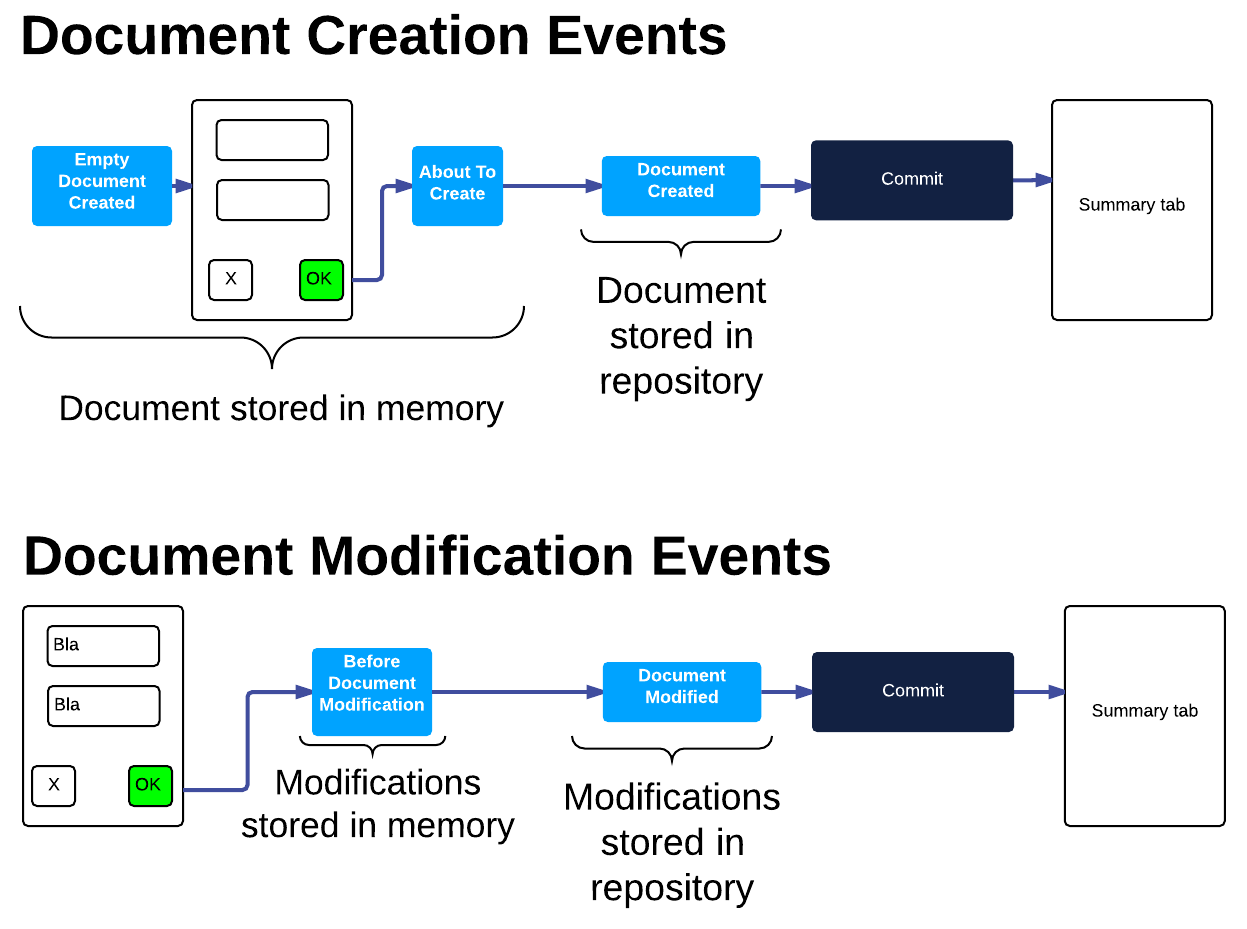 Document Creation Events
Empty
Document
Created
X
OK
About To
Create
Document
Created
Commit
Summary tab
Document stored in memory
Document
stored in
repository
Document Modification Events
Bla
Bla
X
OK
Before
Document
Modification
Modifications
stored in memory
Document
Modified
Modifications
stored in
repository
Commit
Summary tab